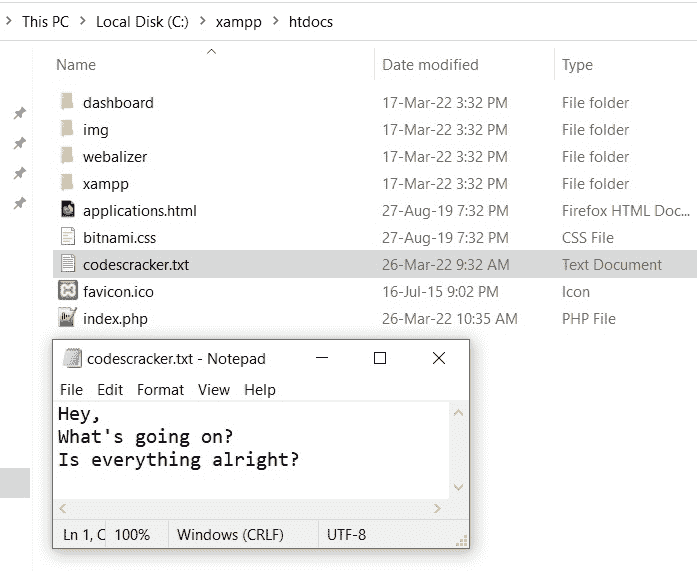 This PC > Local Disk (C:) > xampp > htdocs
Name Date modified Type
dashboard 17-Mar-22 3:32 PM File folder
img 17-Mar-22 3:32 PM File folder
webalizer 17-Mar-22 3:32 PM File folder
xampp 17-Mar-22 3:32 PM File folder
applications.html 27-Aug-19 7:32 PM Firefox HTML Doc...
bitnami.css 27-Aug-19 7:32 PM CSS File
codescracker.txt 26-Mar-22 9:32 AM Text Document
favicon.ico 16-Jul-15 9:02 PM Icon
index.php 26-Mar-22 10:35 AM PHP File
codescracker.txt - Notepad
File Edit Format View Help
Hey,
What's going on?
Is everything alright?
Ln 1, C 100% Windows (CRLF) UTF-8